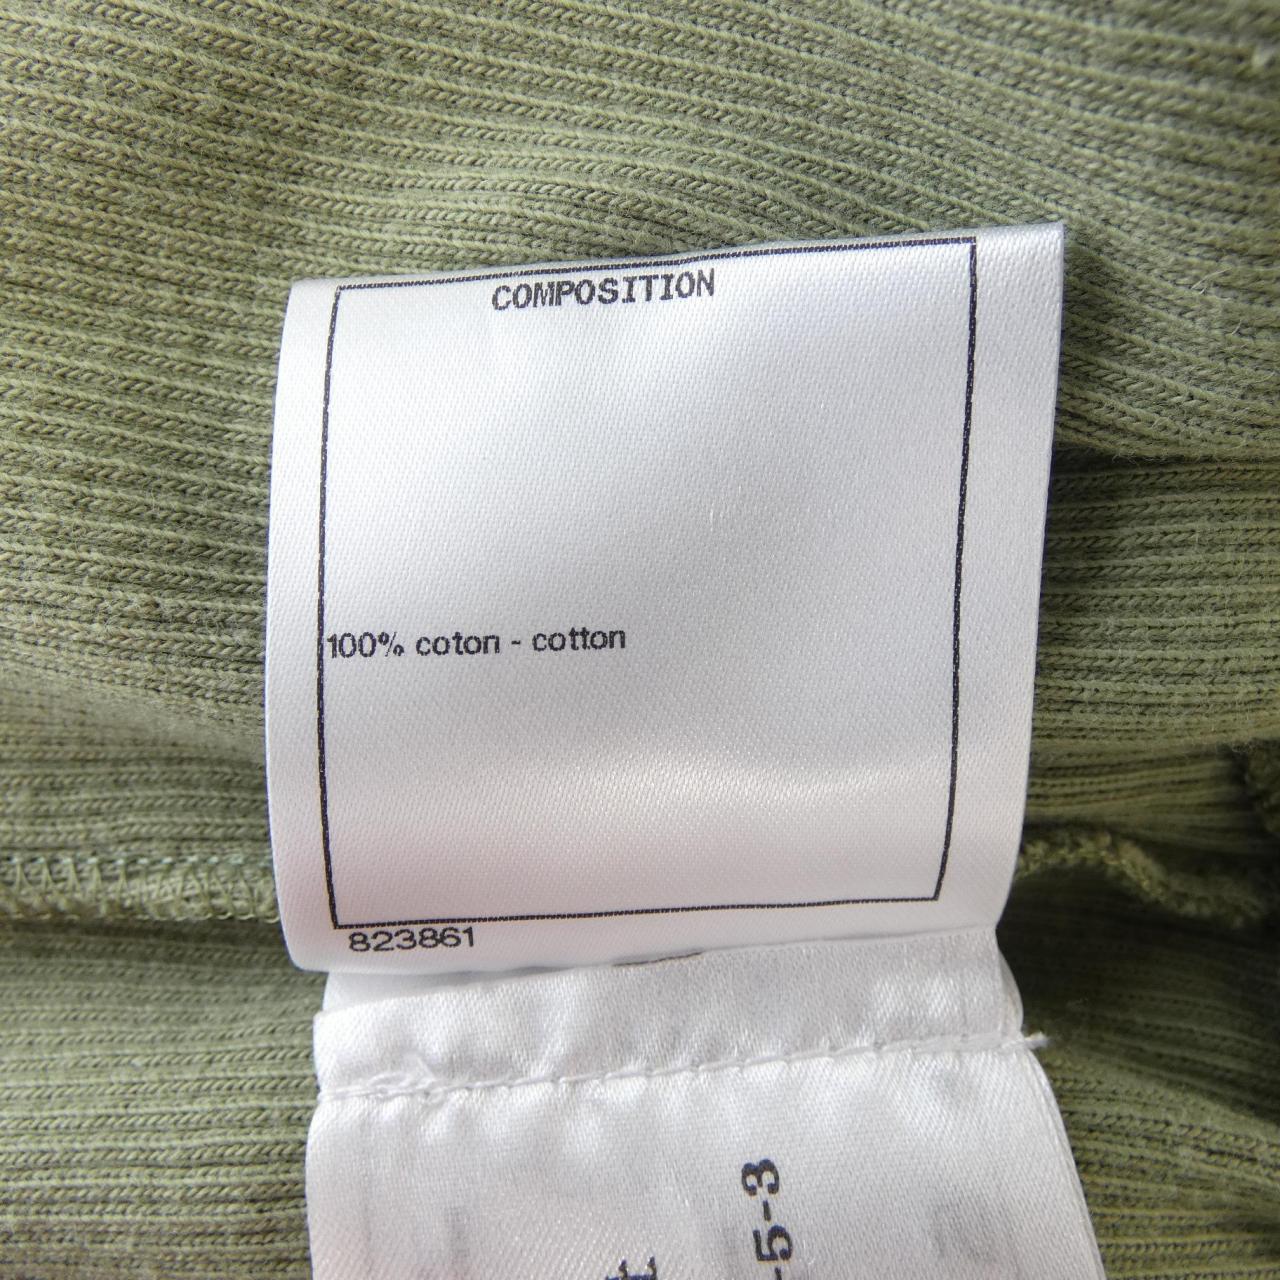 COMPOSITION
100% coton - cotton
823861
-5-3